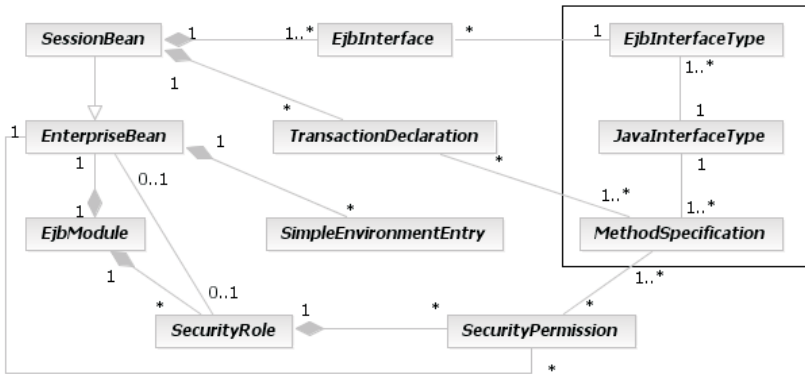 SessionBean 1 1..* EjbInterface * 1 EjbInterfaceType
1 1..*
* 1
1 EnterpriseBean 1 TransactionDeclaration JavaInterfaceType
1 0..1 * 1
1 * 1..* 1..*
EjbModule SimpleEnvironmentEntry MethodSpecification
1 0..1 1..*
* 1 * *
SecurityRole SecurityPermission
*